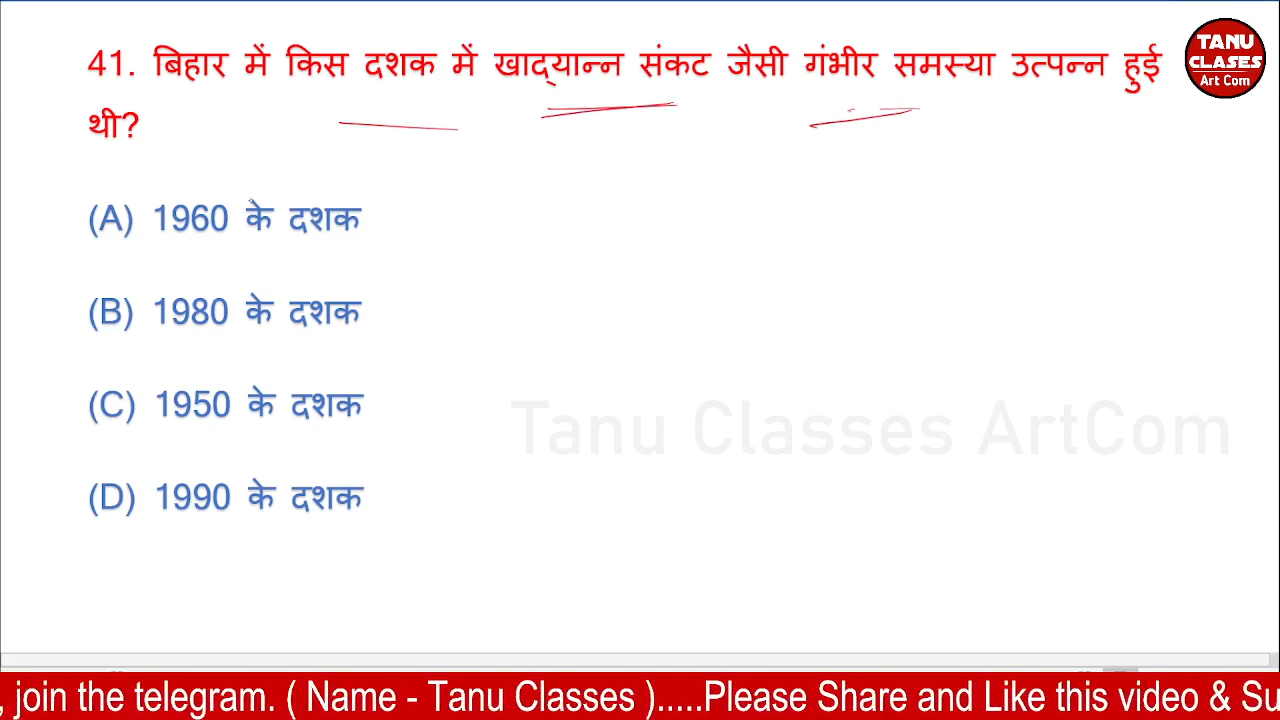 41. बिहार में किस दशक में खाद्यान्न संकट जैसी गंभीर समस्या उत्पन्न हुई
थी?
TANU
CLASES
Art Com
(A) 1960 के दशक
(B) 1980 के दशक
(C) 1950 के दशक
(D) 1990 के दशक
Tanu Classes ArtCom
, join the telegram. ( Name - Tanu Classes ).....Please Share and Like this video & Su